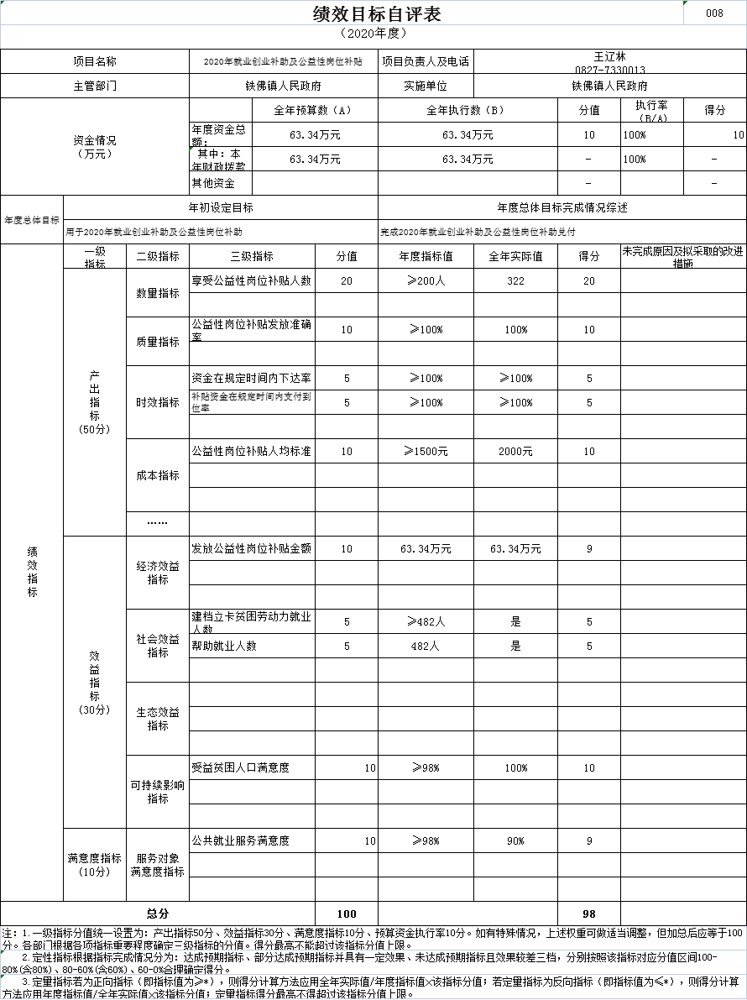 绩效目标自评表
008
（2020年度）
项目名称 2020年就业创业补助及公益性岗位补贴 项目负责人及电话 王辽林
0827-7330013
主管部门 铁佛镇人民政府 实施单位 铁佛镇人民政府
资金情况
（万元）
全年预算数（A） 全年执行数（B） 分值 执行率
（B/A） 得分
年度资金总
额： 63.34万元 63.34万元 10 100% 10
其中：本
年财政拨款 63.34万元 63.34万元 - 100% -
其他资金 - -
年度总体目标
年初设定目标 年度总体目标完成情况综述
用于2020年就业创业补助及公益性岗位补助 完成2020年就业创业补助及公益性岗位补助兑付
绩
效
指
标
一级
指标 二级指标 三级指标 分值 年度指标值 全年实际值 得分 未完成原因及拟采取的改进
措施
产
出
指
标
（50分）
数量指标
享受公益性岗位补贴人数 20 ≥200人 322 20
质量指标
公益性岗位补贴发放准确
率 10 ≥100% 100% 10
时效指标
资金在规定时间内下达率 5 ≥100% ≥100% 5
补贴资金在规定时间内支付到
位率 5 ≥100% ≥100% 5
成本指标
公益性岗位补贴人均标准 10 ≥1500元 2000元 10
……
效
益
指
标
（30分）
经济效益
指标
发放公益性岗位补贴金额 10 63.34万元 63.34万元 9
社会效益
指标
建档立卡贫困劳动力就业
人数 5 ≥482人 是 5
帮助就业人数 5 482人 是 5
生态效益
指标
可持续影响
指标
受益贫困人口满意度 10 ≥98% 100% 10
满意度指标
（10分）
服务对象
满意度指标
公共就业服务满意度 10 ≥98% 90% 9
总分 100 98
注：1.一级指标分值统一设置为：产出指标50分、效益指标30分、满意度指标10分、预算资金执行率10分。如有特殊情况，上述权重可做适当调整，但加总后应等于100
分。各部门根据各项指标重要程度确定三级指标的分值。得分最高不能超过该指标分值上限。
2.定性指标根据指标完成情况分为：达成预期指标、部分达成预期指标并具有一定效果、未达成预期指标且效果较差三档，分别按照该指标对应分值区间100-
80%(含80%)、80-60%(含60%)、60-0%合理确定得分。
3.定量指标若为正向指标（即指标值为≥*），则得分计算方法应用全年实际值/年度指标值×该指标分值；若定量指标为反向指标（即指标值为≤*），则得分计算
方法应用年度指标值/全年实际值×该指标分值；定量指标得分最高不得超过该指标分值上限。